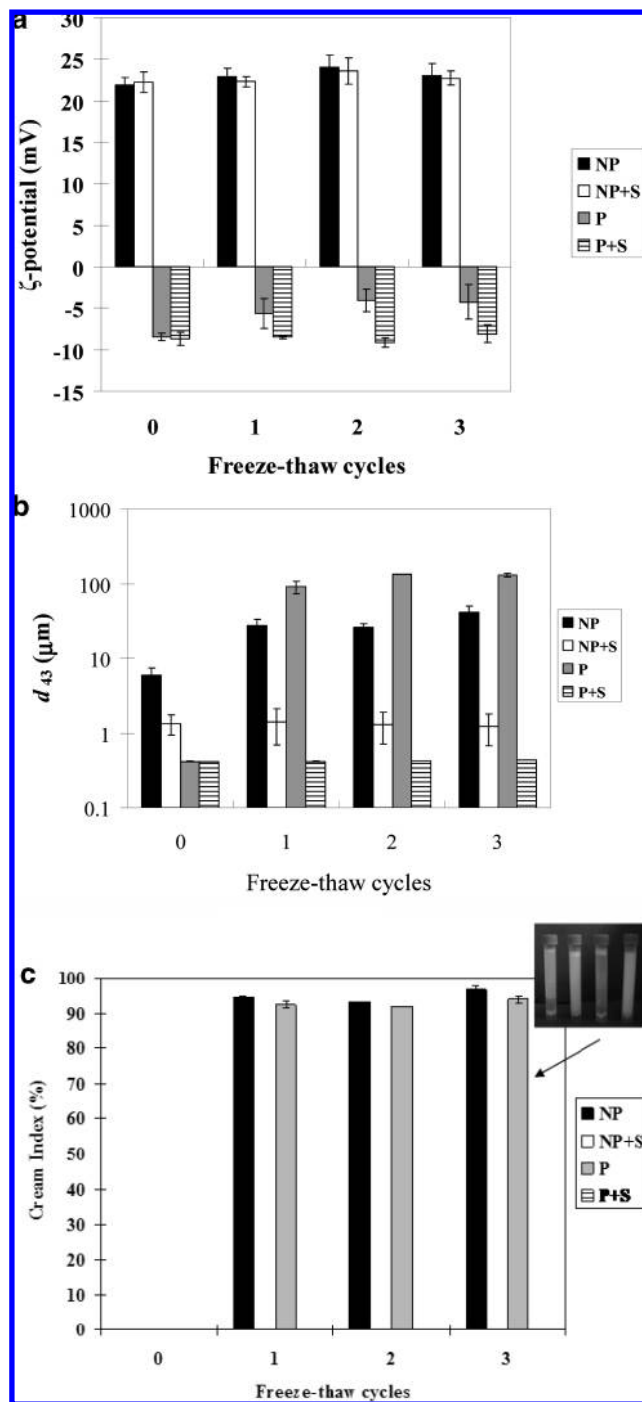 a
30
25
20
15
10
5
0
-5
-10
-15
ζ-potential (mV)
0 1 2 3
Freeze-thaw cycles
NP
NP+S
P
P+S
b
1000
100
10
1
0.1
d 43 (μm)
0 1 2 3
Freeze-thaw cycles
NP
NP+S
P
P+S
c
100
90
80
70
60
50
40
30
20
10
0
Cream Index (%)
0 1 2 3
Freeze-thaw cycles
NP
NP+S
P
P+S